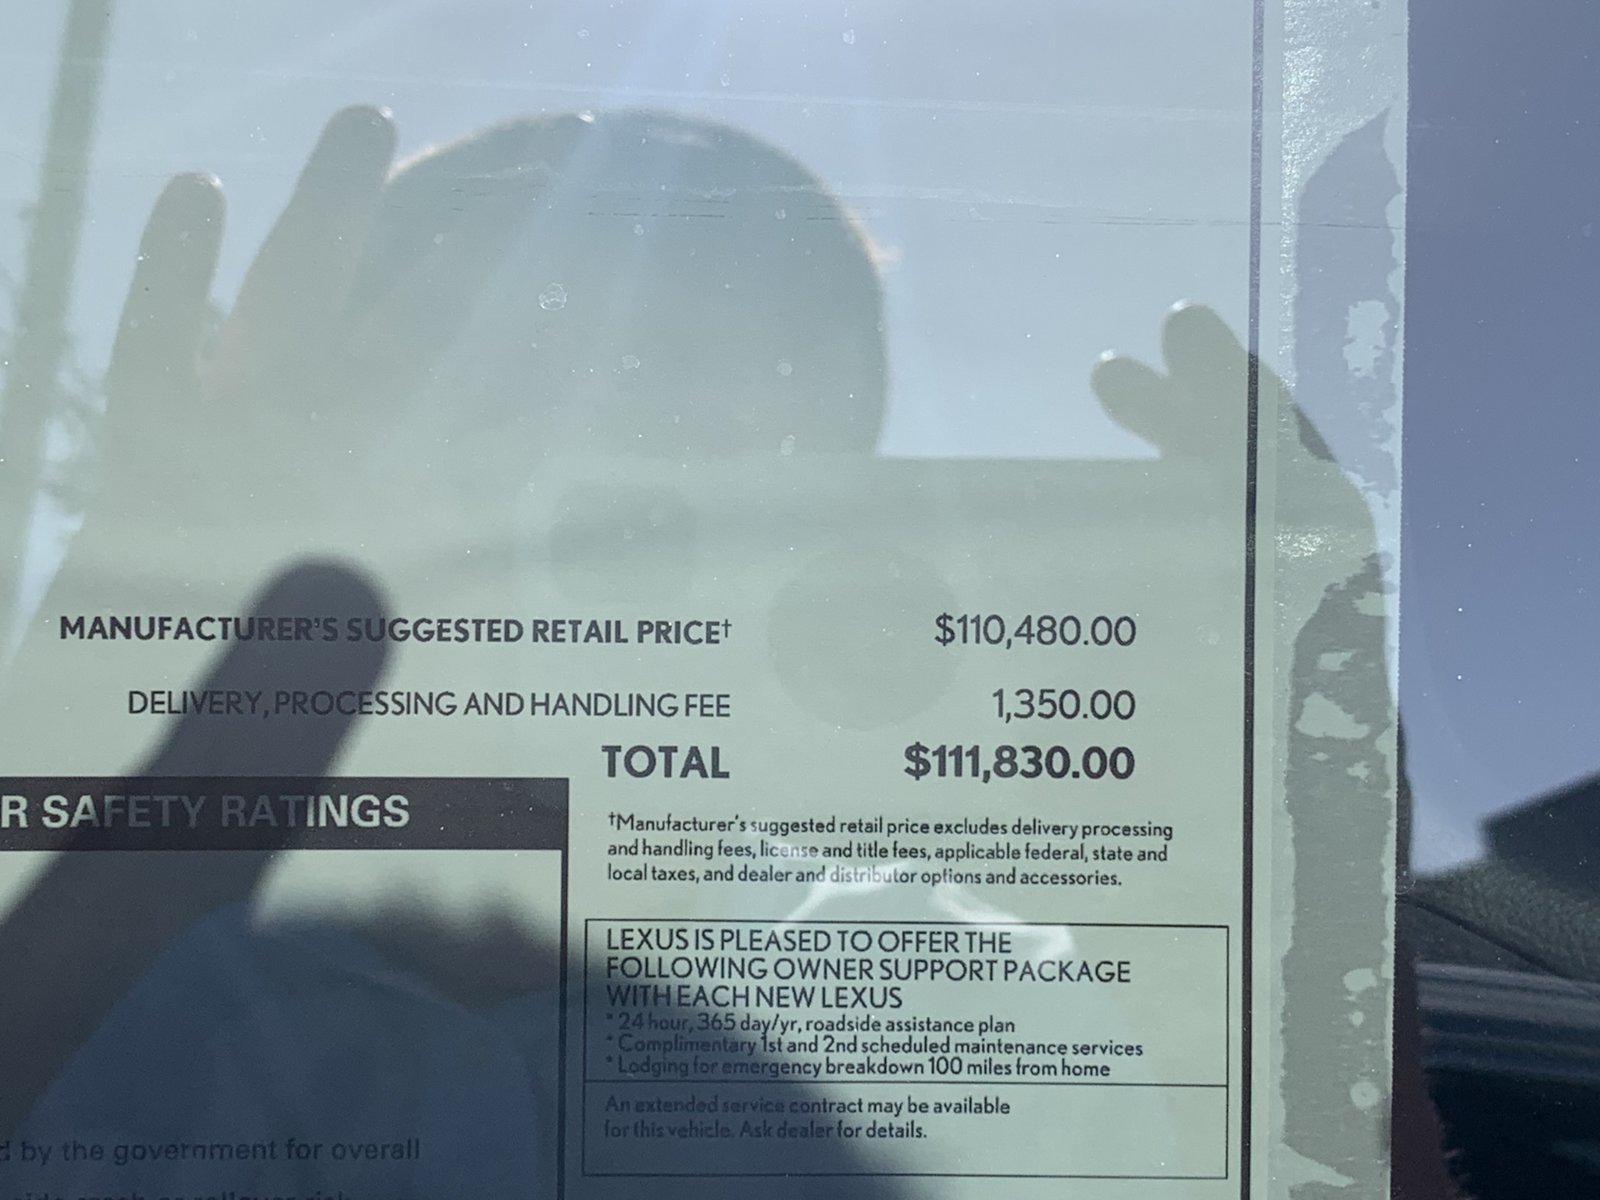 MANUFACTURER'S SUGGESTED RETAIL PRICE† $110,480.00
DELIVERY, PROCESSING AND HANDLING FEE 1,350.00
TOTAL $111,830.00
R SAFETY RATINGS
†Manufacturer's suggested retail price excludes delivery processing
and handling fees, license and title fees, applicable federal, state and
local taxes, and dealer and distributor options and accessories.
LEXUS IS PLEASED TO OFFER THE
FOLLOWING OWNER SUPPORT PACKAGE
WITH EACH NEW LEXUS
* 24 hour, 365 day/yr, roadside assistance plan
* Complimentary 1st and 2nd scheduled maintenance services
* Lodging for emergency breakdown 100 miles from home
An extended service contract may be available
for this vehicle. Ask dealer for details.
d by the government for overall